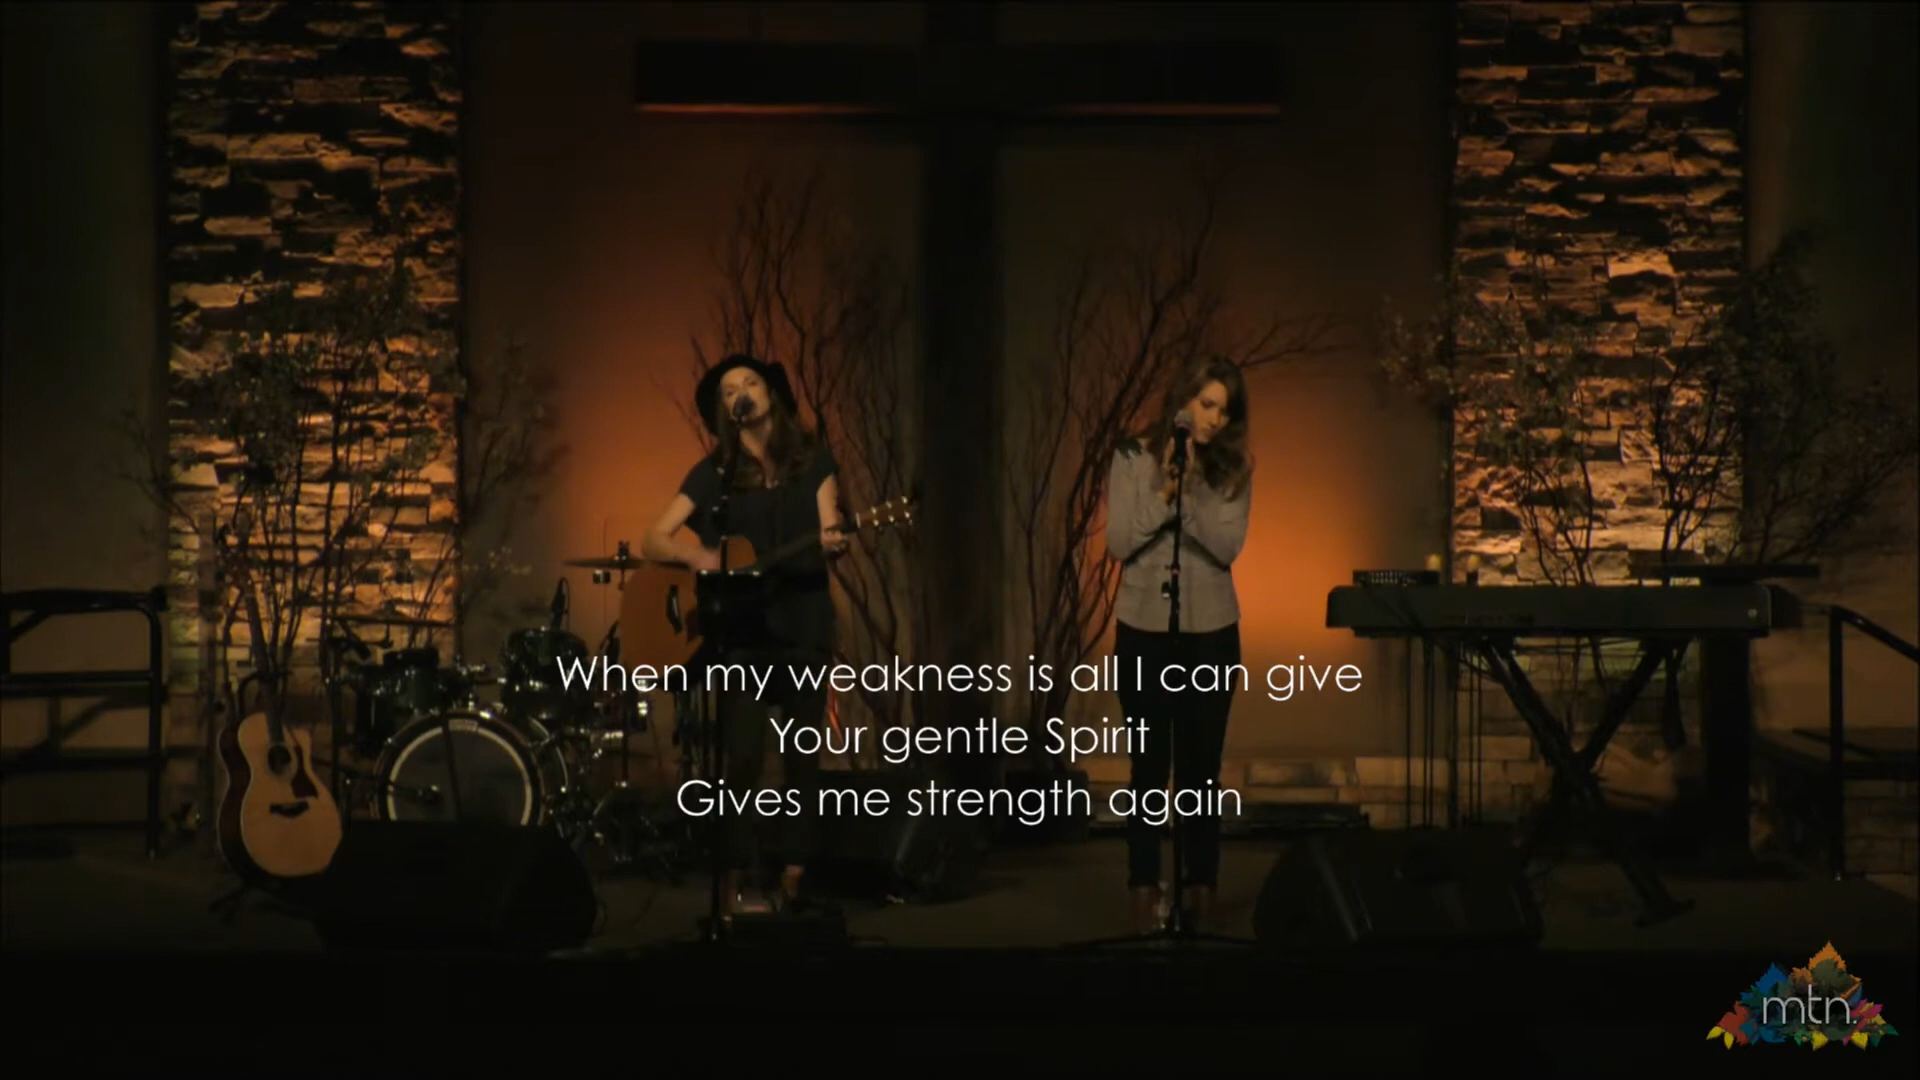 When my weakness is all I can give
Your gentle Spirit
Gives me strength again
mtn.